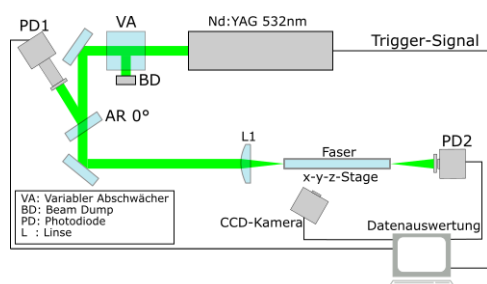 Nd:YAG 532nm
VA
PD1
Trigger-Signal
BD
AR 0°
L1
Faser
PD2
x-y-z-Stage
VA: Variabler Abschwächer
BD: Beam Dump
PD: Photodiode
L : Linse
CCD-Kamera
Datenauswertung